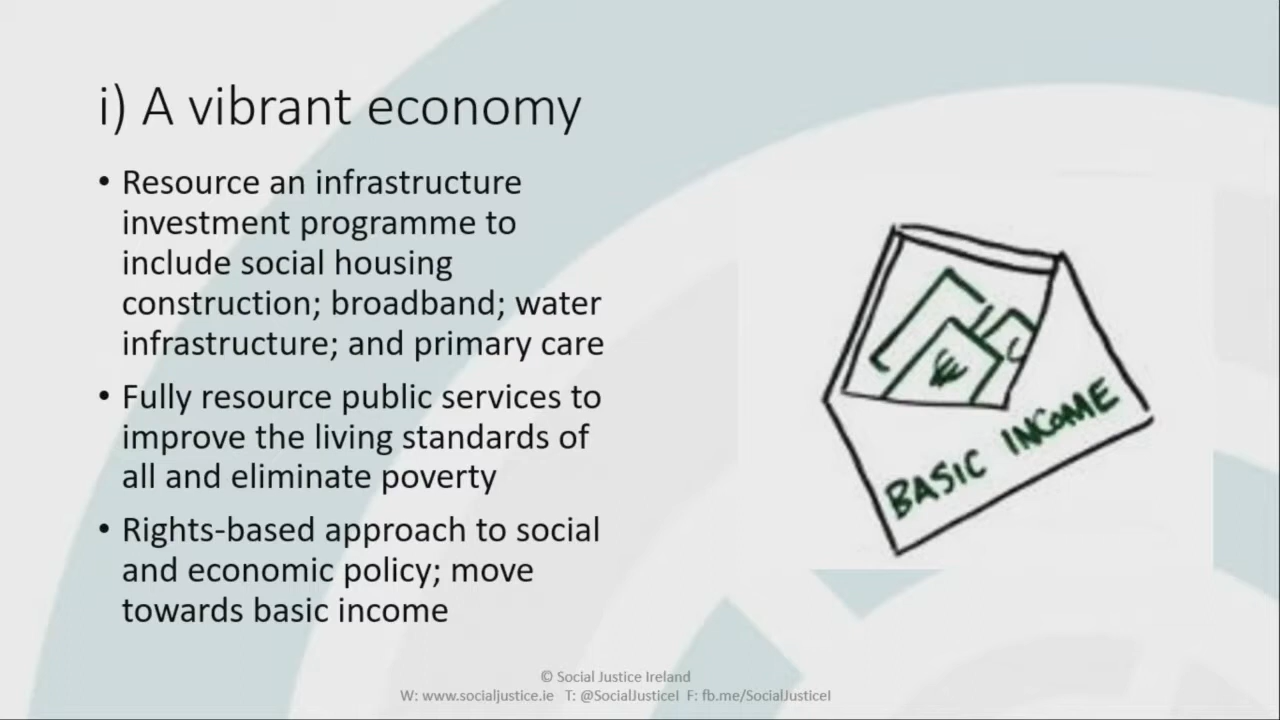 i) A vibrant economy
• Resource an infrastructure
investment programme to
include social housing
construction; broadband; water
infrastructure; and primary care
• Fully resource public services to
improve the living standards of
all and eliminate poverty
• Rights-based approach to social
and economic policy; move
towards basic income
€
BASIC INCOME
© Social Justice Ireland
W: www.socialjustice.ie T: @SocialJusticeI F: fb.me/SocialJusticeI